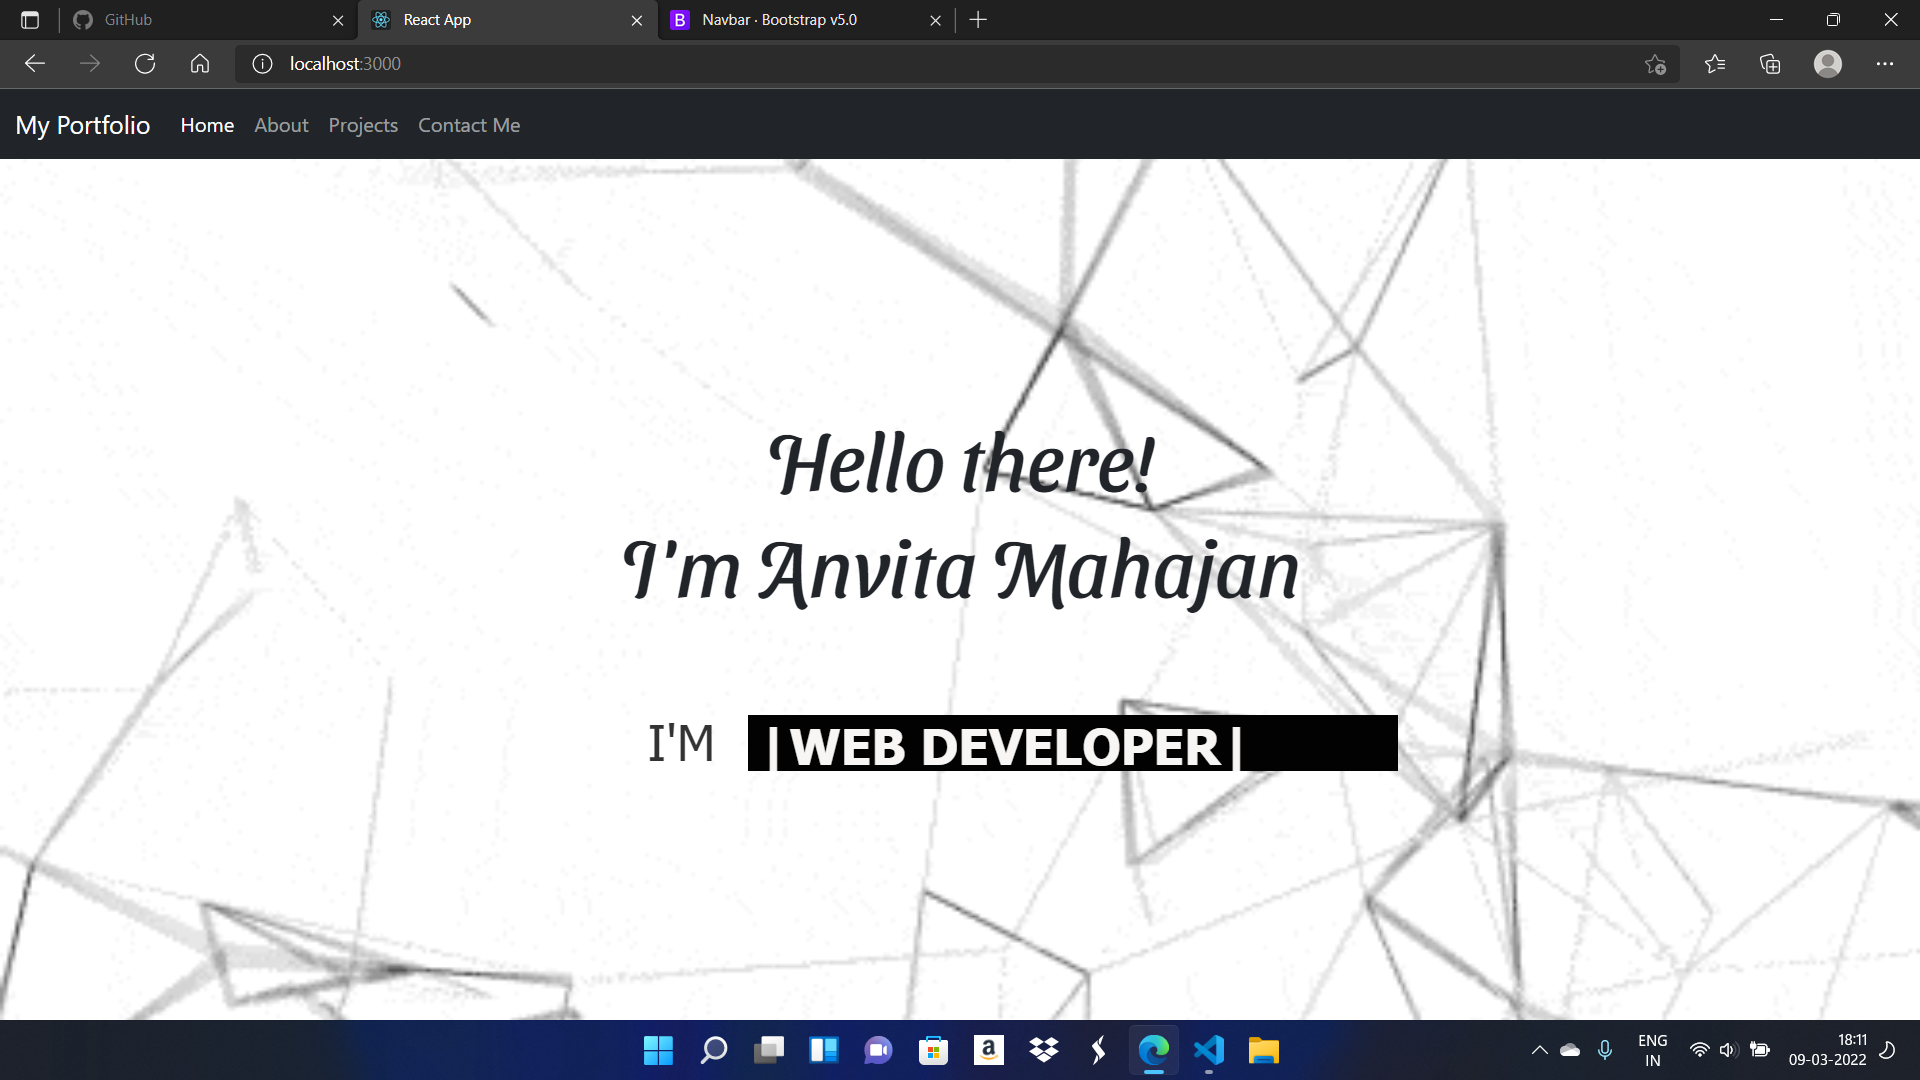 GitHub
React App
Navbar · Bootstrap v5.0
localhost:3000
My Portfolio Home About Projects Contact Me
Hello there!
I'm Anvita Mahajan
I'M |WEB DEVELOPER|
ENG
IN
18:11
09-03-2022